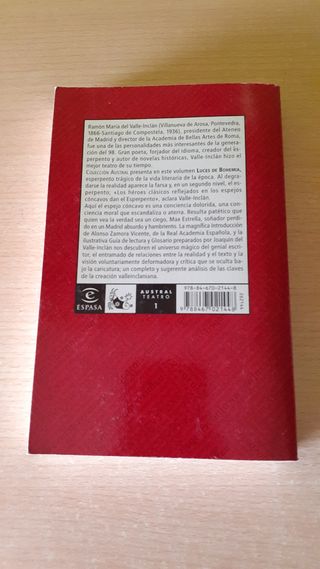 Ramón María del Valle-Inclán (Villanueva de Arosa, Pontevedra,
1866-Santiago de Compostela, 1936), presidente del Ateneo
de Madrid y director de la Academia de Bellas Artes de Roma,
fue una de las personalidades más interesantes de la genera-
ción del 98. Gran poeta, forjador del idioma, creador del es-
perpento y autor de novelas históricas, Valle-Inclán hizo el
mejor teatro de su tiempo.
COLECCIÓN AUSTRAL presenta en este volumen LUCES DE BOHEMIA,
esperpento trágico de la vida literaria de la época. Al degra-
darse la realidad aparece la farsa y, en un segundo nivel, el es-
perpento. «Los héroes clásicos reflejados en los espejos
cóncavos dan el Esperpento», aclara Valle-Inclán.
Aquí el espejo cóncavo es una conciencia dolorida, una con-
ciencia moral que escandaliza o aterra. Resulta patético que
quien vea la verdad sea un ciego, Max Estrella, soñador perdi-
do en un Madrid absurdo y hambriento. La magnífica introducción
de Alonso Zamora Vicente, de la Real Academia Española, y la
ilustrativa Guía de lectura y Glosario preparados por Joaquín del
Valle-Inclán nos descubren el universo mágico del genial escri-
tor, el entramado de relaciones entre la realidad y el texto y la
visión voluntariamente deformadora y crítica que se oculta ba-
jo la caricatura; un completo y sugerente análisis de las claves
de la creación valleinclaniana.
ESPASA
AUSTRAL
TEATRO
1
978-84-670-2144-8
9 788467 021448